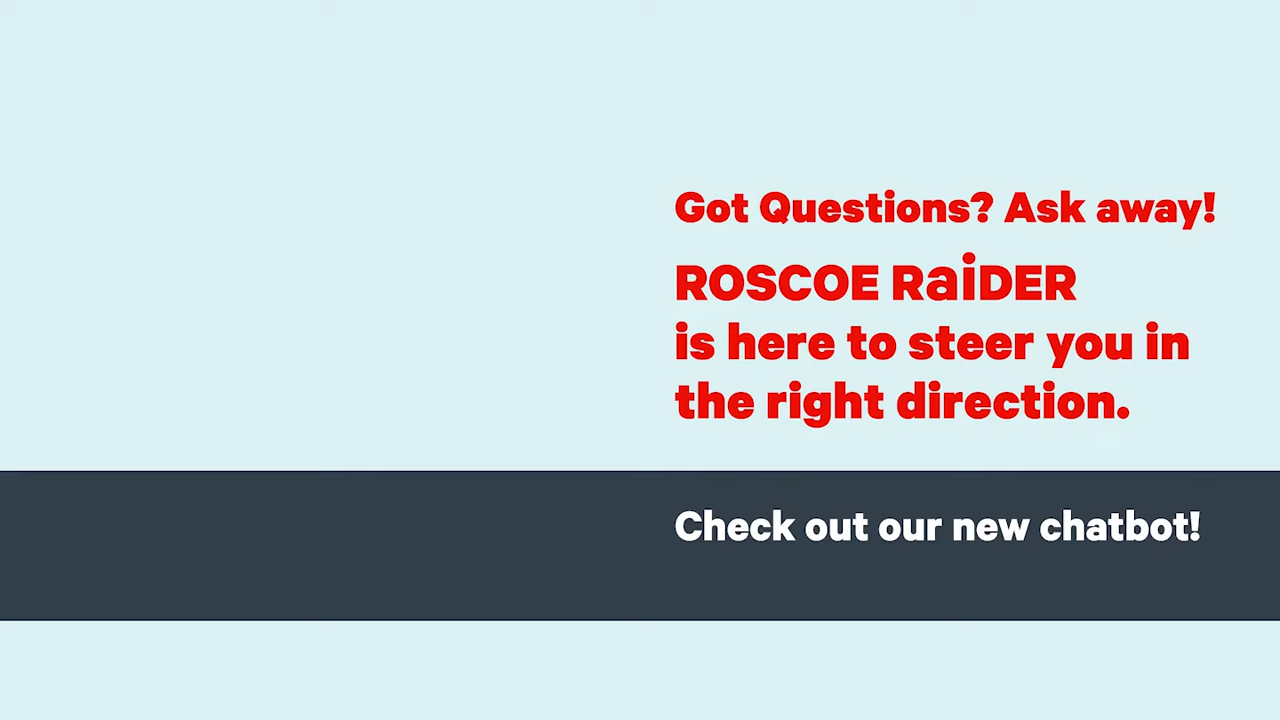 Got Questions? Ask away!
ROSCOE RaiDER
is here to steer you in
the right direction.
Check out our new chatbot!